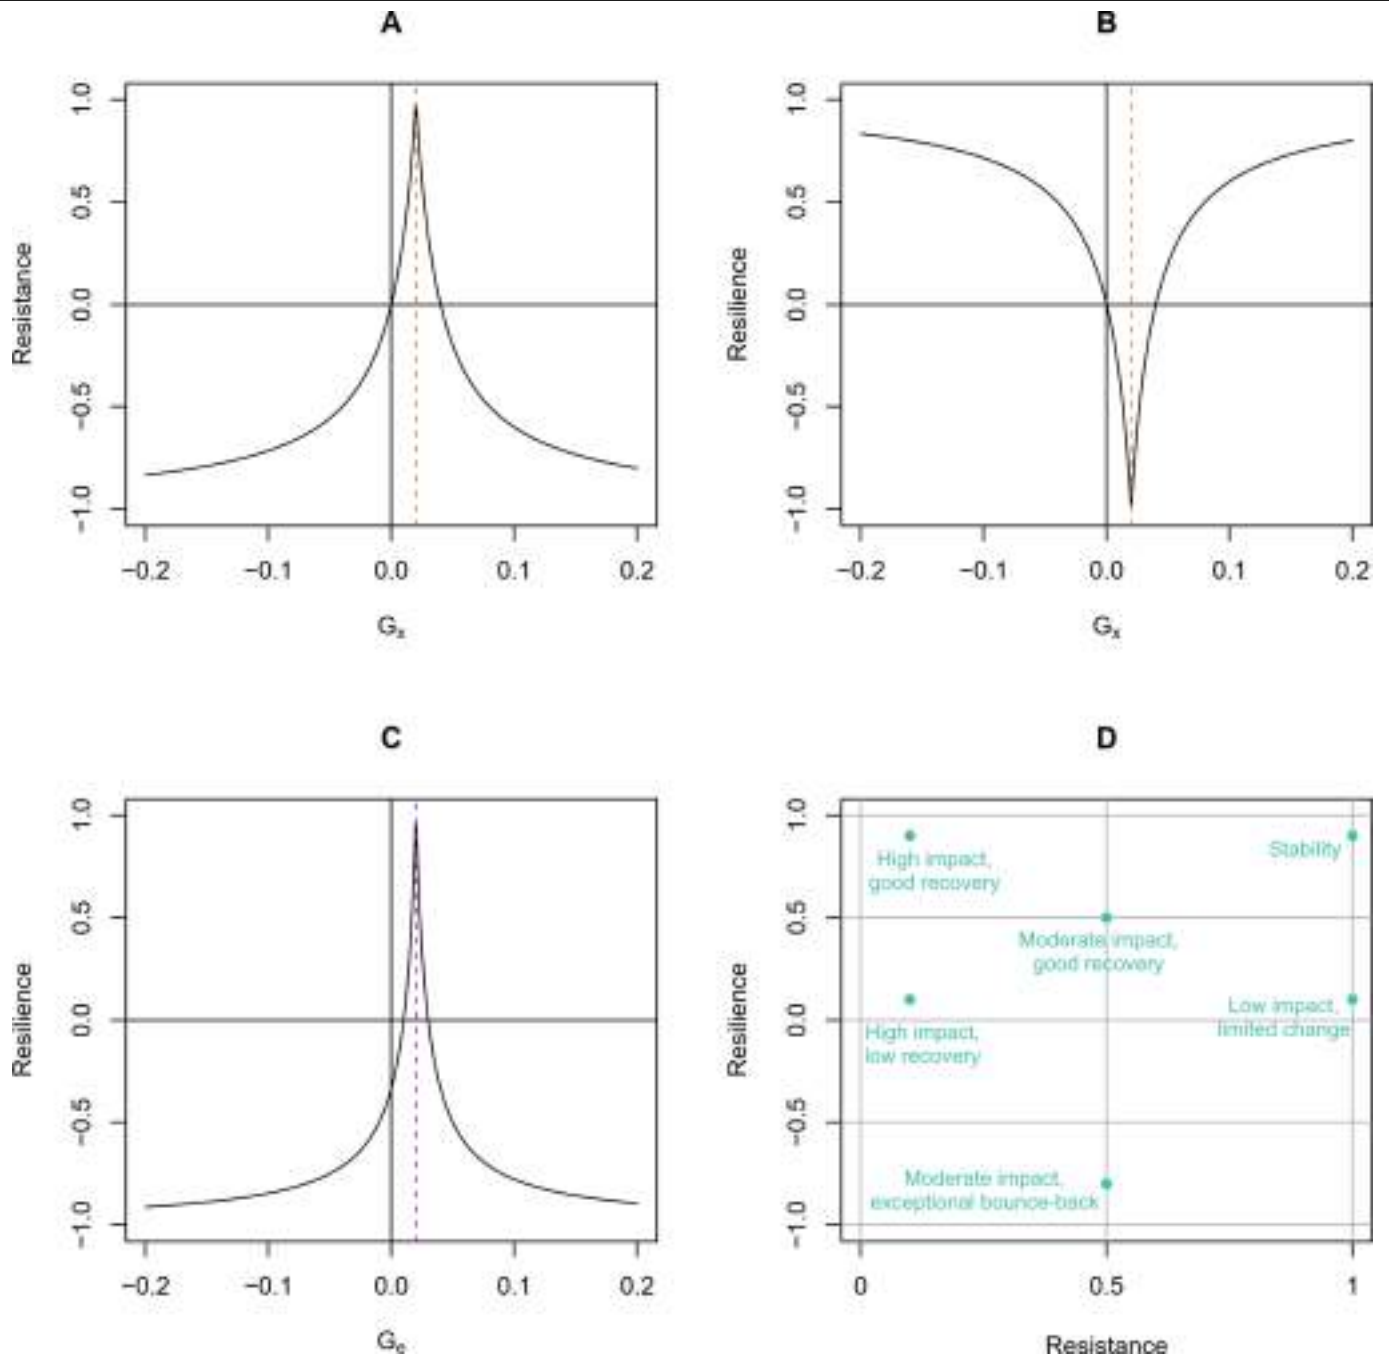 A
1.0
0.5
0.0
−0.5
−1.0
Resistance
−0.2 −0.1 0.0 0.1 0.2
Gx
B
1.0
0.5
0.0
−0.5
−1.0
Resilience
−0.2 −0.1 0.0 0.1 0.2
Gx
C
1.0
0.5
0.0
−0.5
−1.0
Resilience
−0.2 −0.1 0.0 0.1 0.2
Ge
D
1.0
0.5
0.0
−0.5
−1.0
Resilience
High impact,
good recovery
Stability
Moderate impact,
good recovery
High impact,
low recovery
Low impact,
limited change
Moderate impact,
exceptional bounce-back
0 0.5 1
Resistance